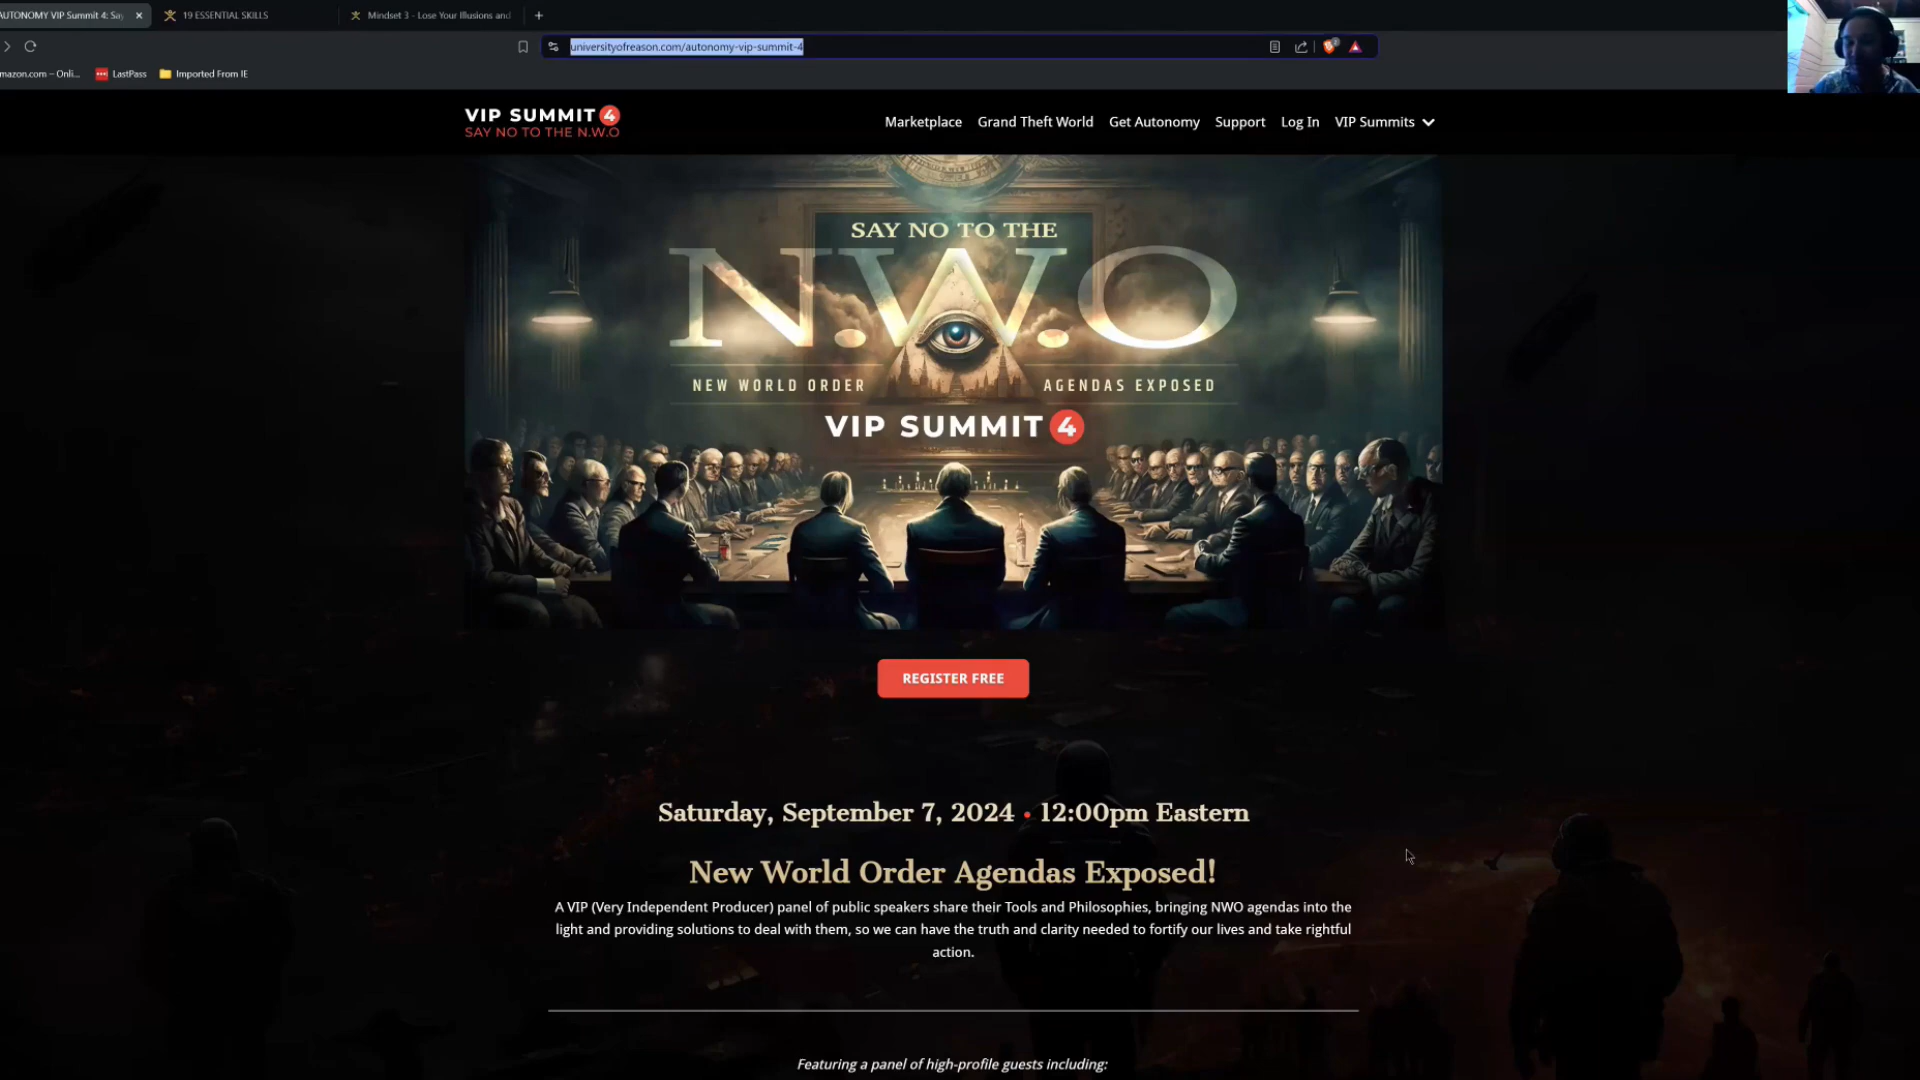 AUTONOMY VIP Summit 4: Say
19 ESSENTIAL SKILLS
Mindset 3 - Lose Your Illusions and
universityofreason.com/autonomy-vip-summit-4
mazon.com – Onli...
LastPass
Imported From IE
VIP SUMMIT 4
SAY NO TO THE N.W.O
Marketplace
Grand Theft World
Get Autonomy
Support
Log In
VIP Summits
SAY NO TO THE
N.W.O
NEW WORLD ORDER
AGENDAS EXPOSED
VIP SUMMIT 4
REGISTER FREE
Saturday, September 7, 2024 • 12:00pm Eastern
New World Order Agendas Exposed!
A VIP (Very Independent Producer) panel of public speakers share their Tools and Philosophies, bringing NWO agendas into the
light and providing solutions to deal with them, so we can have the truth and clarity needed to fortify our lives and take rightful
action.
Featuring a panel of high-profile guests including: